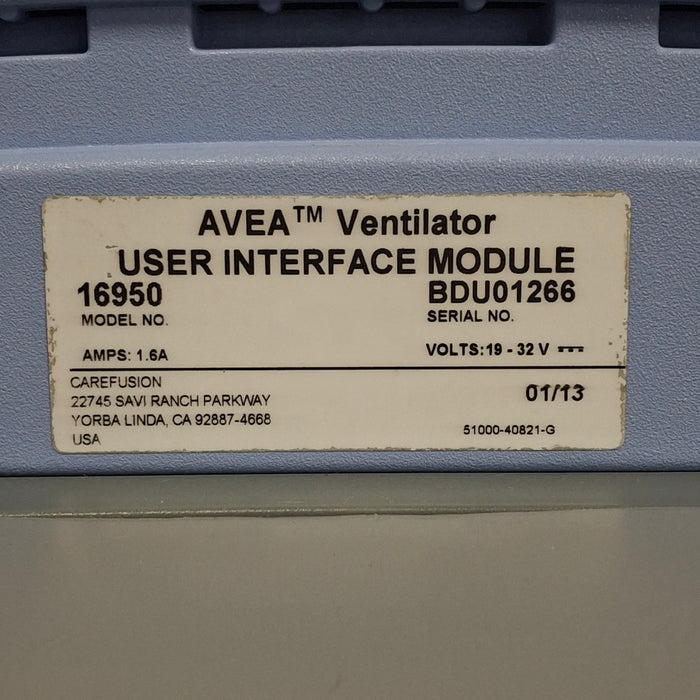 AVEA™ Ventilator
USER INTERFACE MODULE
16950 BDU01266
MODEL NO. SERIAL NO.
AMPS: 1.6A VOLTS: 19 - 32 V ⎓
CAREFUSION
22745 SAVI RANCH PARKWAY 01/13
YORBA LINDA, CA 92887-4668
USA 51000-40821-G